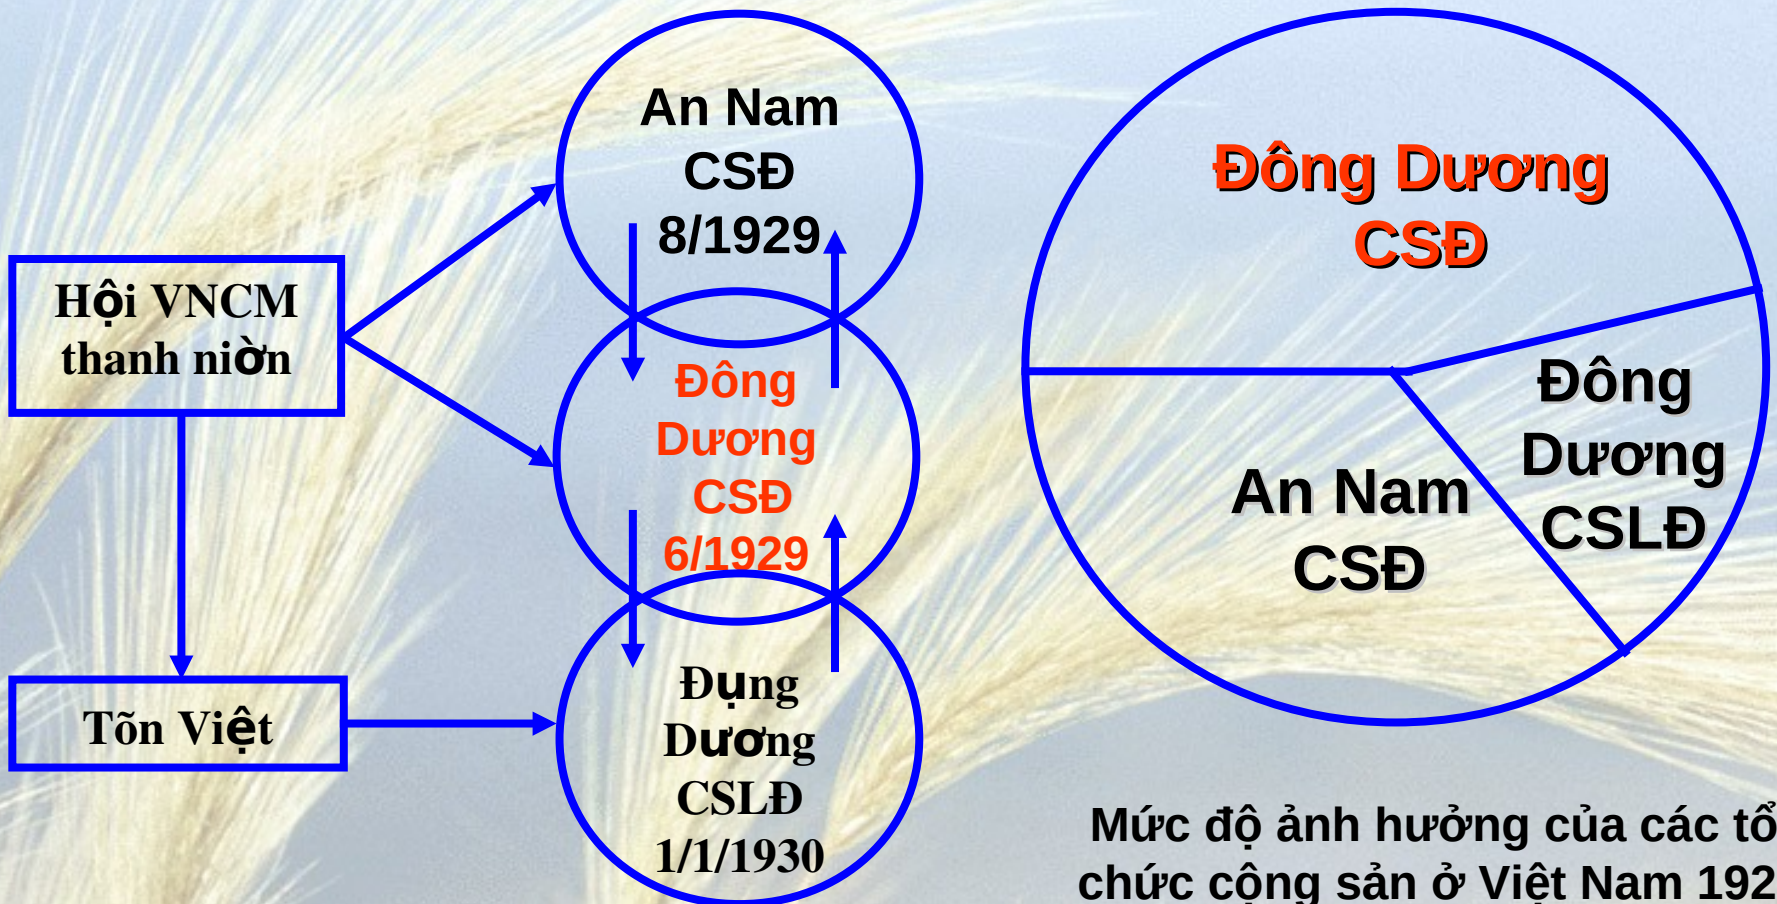 An Nam
CSĐ
8/1929
Hội VNCM
thanh niờn
Đông
Dương
CSĐ
6/1929
Tõn Việt
Đụng
Dương
CSLĐ
1/1/1930
Đông Dương
CSĐ
Đông
Dương
CSLĐ
An Nam
CSĐ
Mức độ ảnh hưởng của các tổ
chức cộng sản ở Việt Nam 192